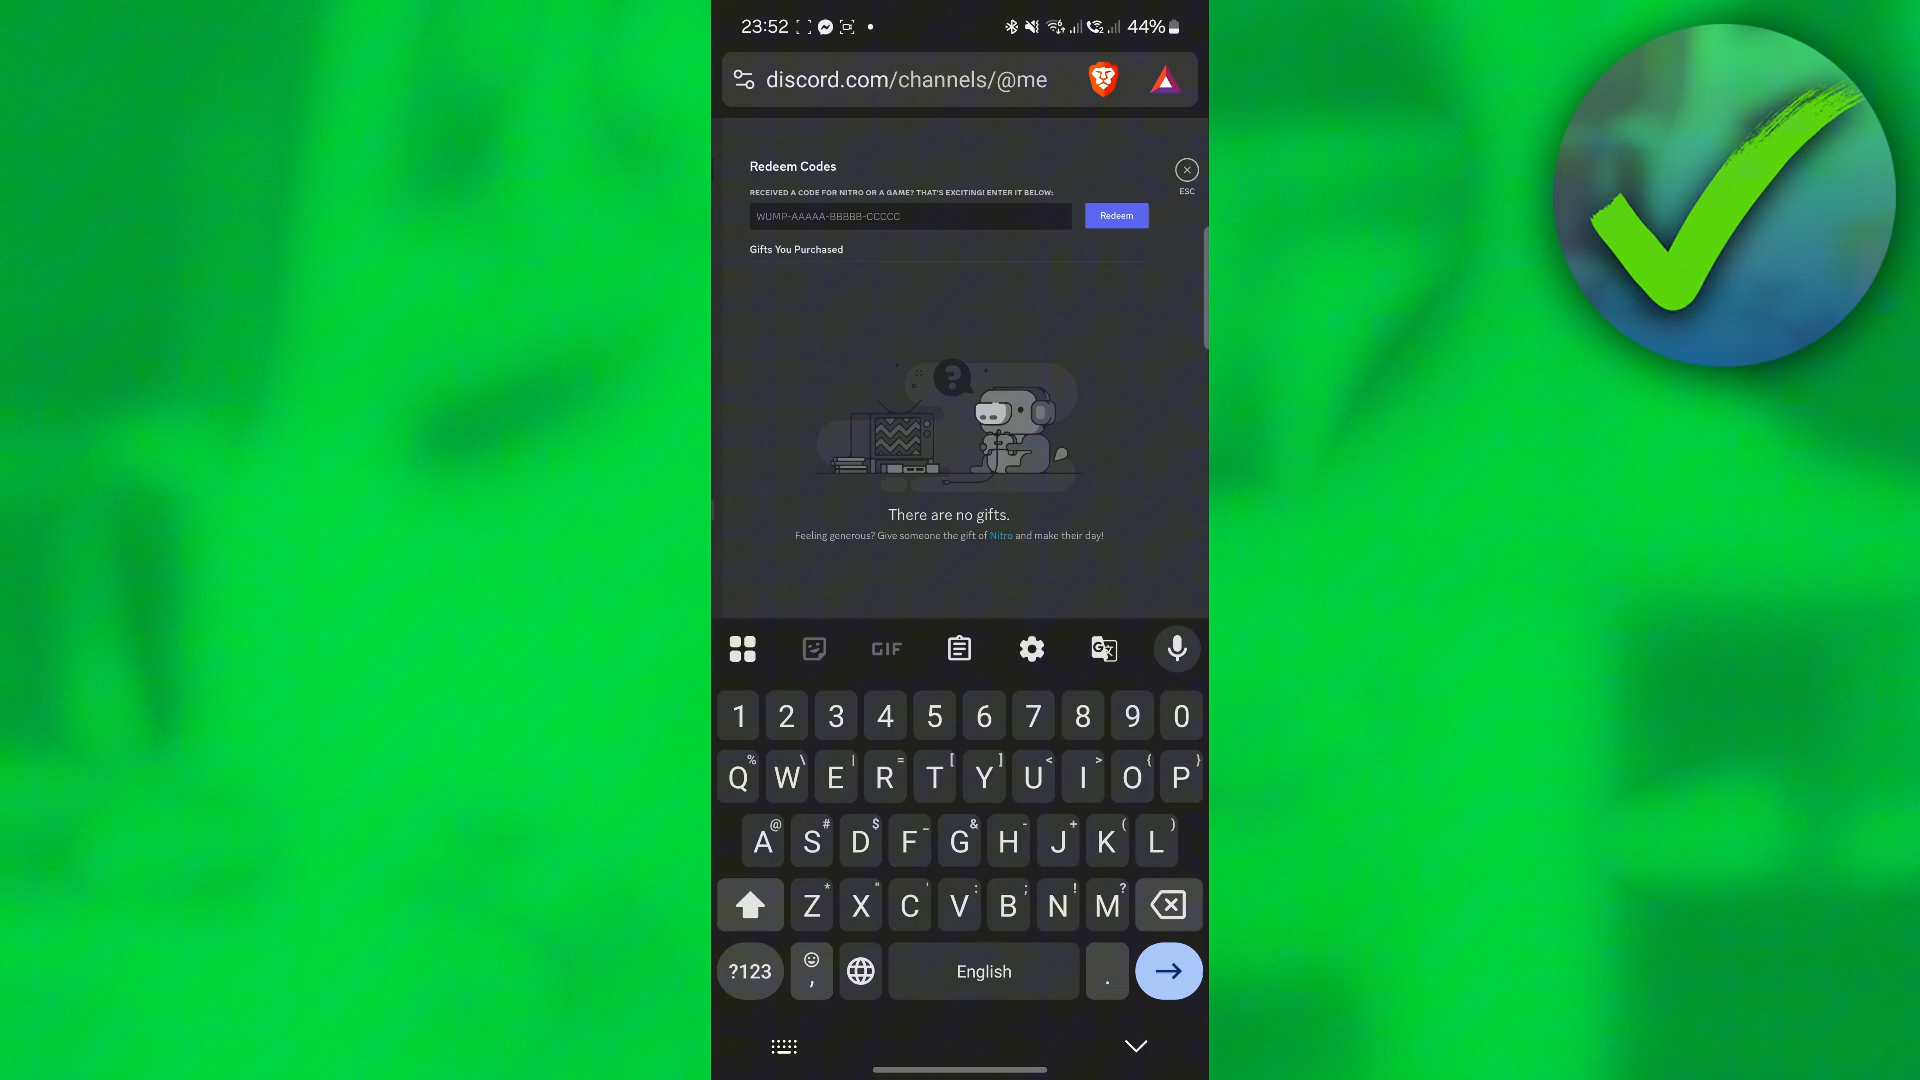 23:52 44%
discord.com/channels/@me
Redeem Codes
RECEIVED A CODE FOR NITRO OR A GAME? THAT'S EXCITING! ENTER IT BELOW:
ESC
WUMP-AAAAA-BBBBB-CCCCC Redeem
Gifts You Purchased
?
There are no gifts.
Feeling generous? Give someone the gift of Nitro and make their day!
GIF G
1 2 3 4 5 6 7 8 9 0
% \ | = [ ] < > { }
Q W E R T Y U I O P
@ # $ _ & - + ( )
A S D F G H J K L
* " ' : ; ! ?
Z X C V B N M
?123 , English .